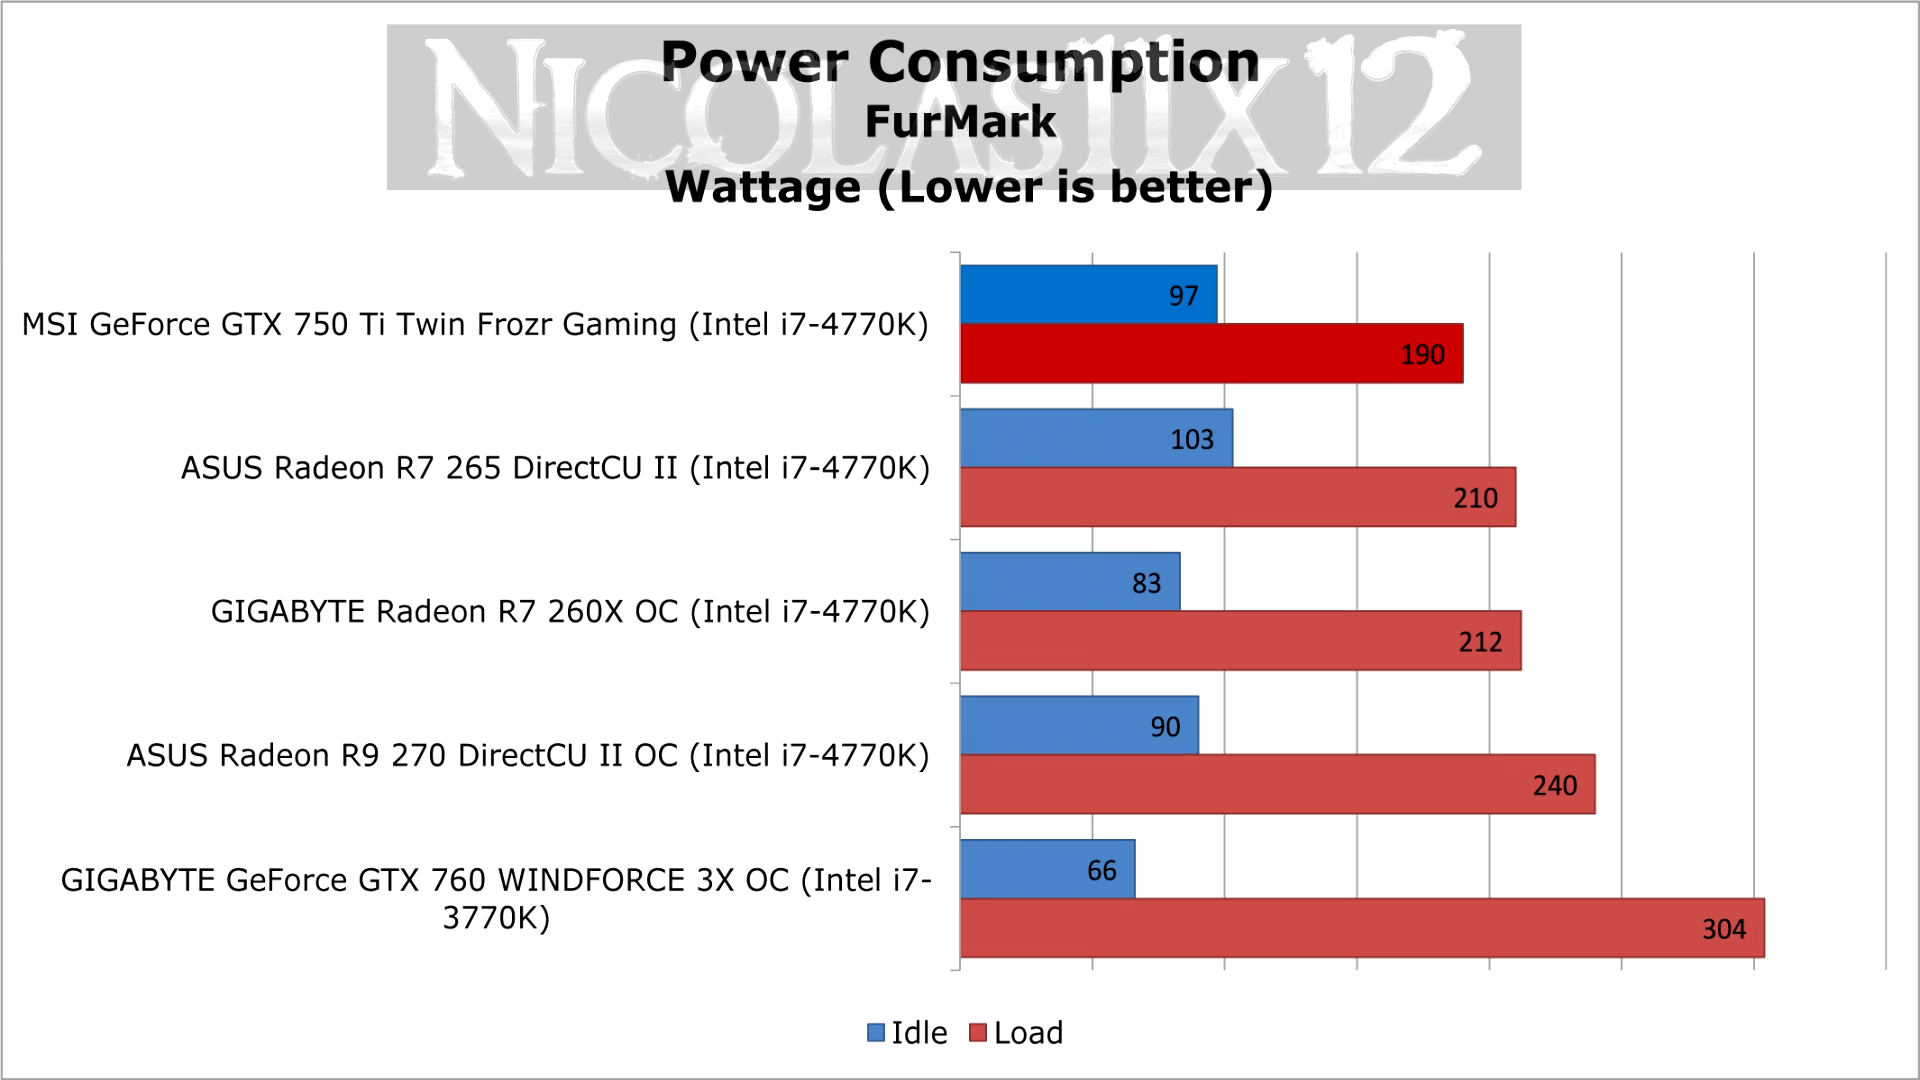 NICOLAS11X12
Power Consumption
FurMark
Wattage (Lower is better)
MSI GeForce GTX 750 Ti Twin Frozr Gaming (Intel i7-4770K)
97
190
ASUS Radeon R7 265 DirectCU II (Intel i7-4770K)
103
210
GIGABYTE Radeon R7 260X OC (Intel i7-4770K)
83
212
ASUS Radeon R9 270 DirectCU II OC (Intel i7-4770K)
90
240
GIGABYTE GeForce GTX 760 WINDFORCE 3X OC (Intel i7-
3770K)
66
304
Idle Load